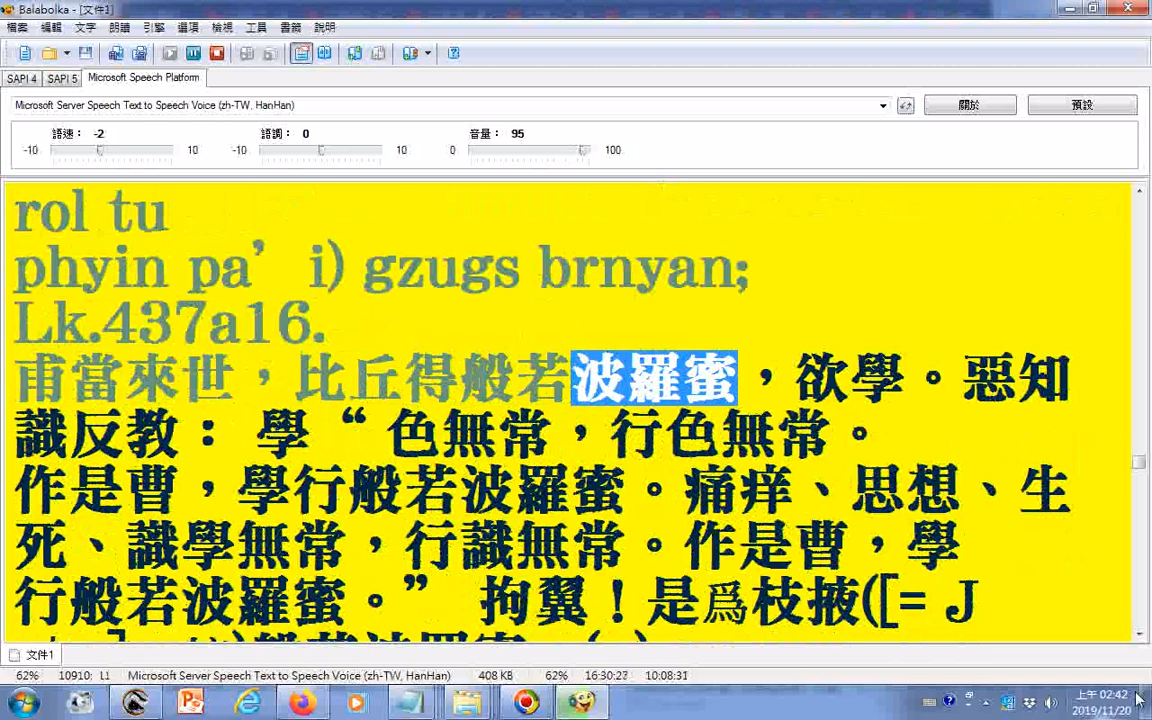 Balabolka - [文件1]
檔案 編輯 文字 朗讀 引擎 選項 檢視 工具 書籤 說明
SAPI 4 SAPI 5 Microsoft Speech Platform
Microsoft Server Speech Text to Speech Voice (zh-TW, HanHan) 關於 預設
語速： -2 語調： 0 音量： 95
-10 10 -10 10 0 100
rol tu
phyin pa’ i) gzugs brnyan;
Lk.437a16.
甫當來世，比丘得般若波羅蜜，欲學。惡知
識反教： 學“ 色無常，行色無常。
作是曹，學行般若波羅蜜。痛痒、思想、生
死、識學無常，行識無常。作是曹，學
行般若波羅蜜。” 拘翼！是爲枝掖([= J
文件1
62% 10910: 11 Microsoft Server Speech Text to Speech Voice (zh-TW, HanHan) 408 KB 62% 16:30:27 10:08:31
上午 02:42
2019/11/20